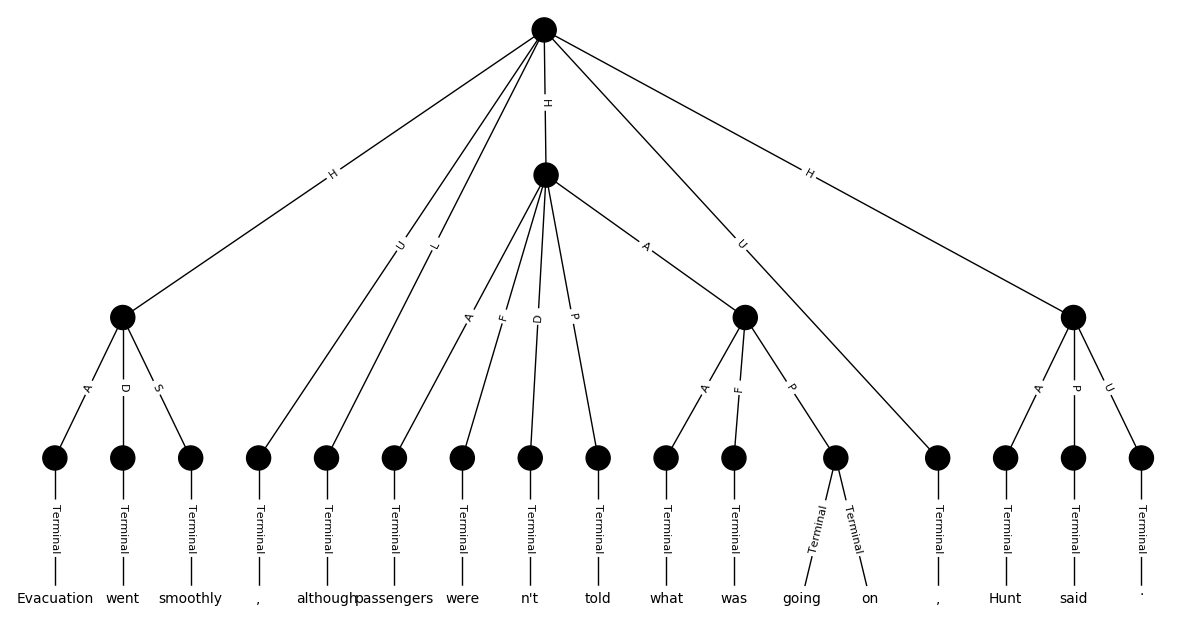 H
H
H
U
L
A
U
A
F
D
P
A
D
S
A
F
P
A
P
U
Terminal Terminal Terminal Terminal Terminal Terminal Terminal Terminal Terminal Terminal Terminal Terminal Terminal Terminal Terminal Terminal Terminal
Evacuation went smoothly , although passengers were n't told what was going on , Hunt said .